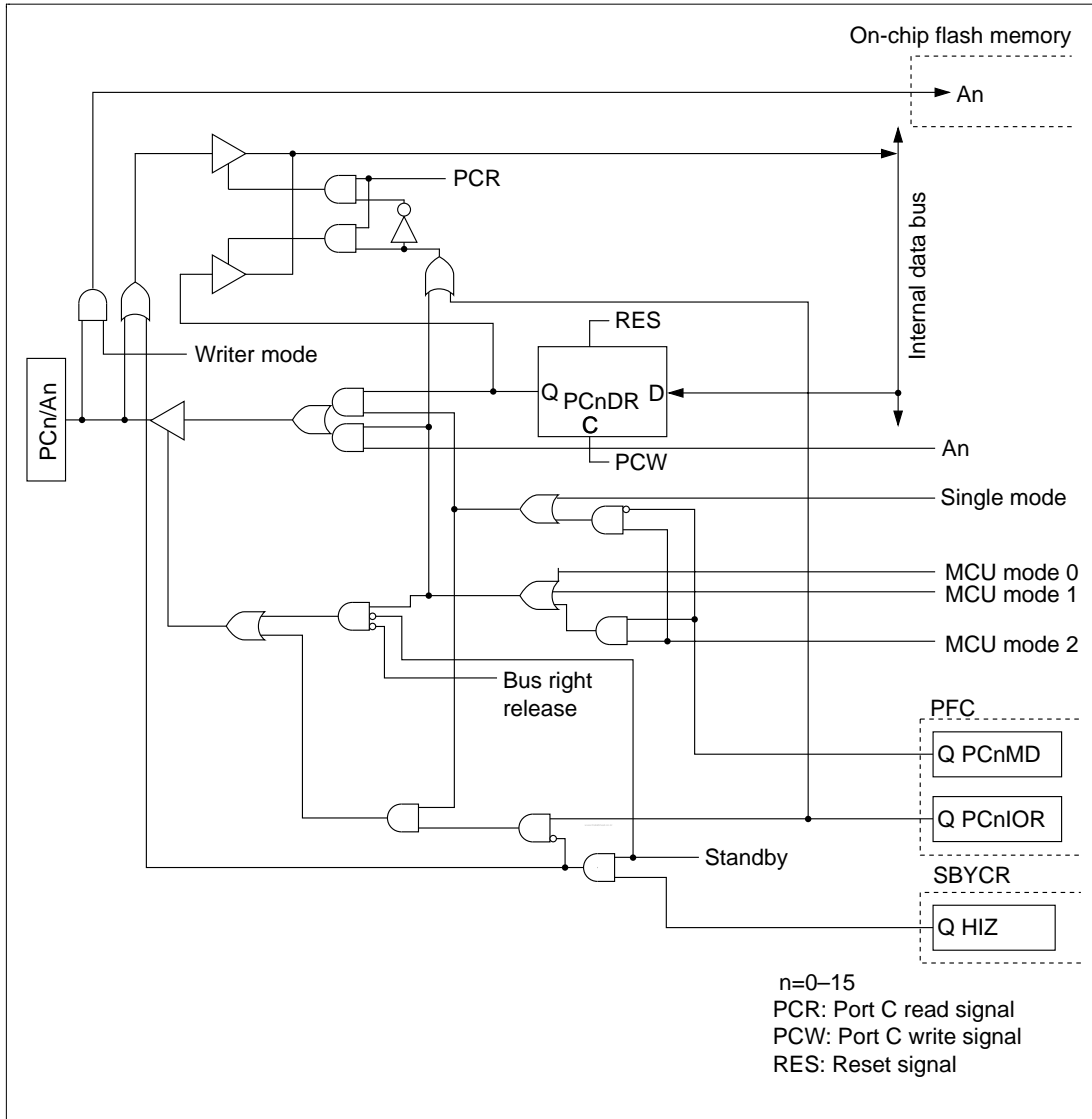 On-chip flash memory
An
PCR
Internal data bus
Writer mode
RES
PCn/An
Q
PCnDR
D
C
PCW
An
Single mode
MCU mode 0
MCU mode 1
MCU mode 2
Bus right
release
PFC
Q PCnMD
Q PCnIOR
Standby
SBYCR
Q HIZ
n=0–15
PCR: Port C read signal
PCW: Port C write signal
RES: Reset signal